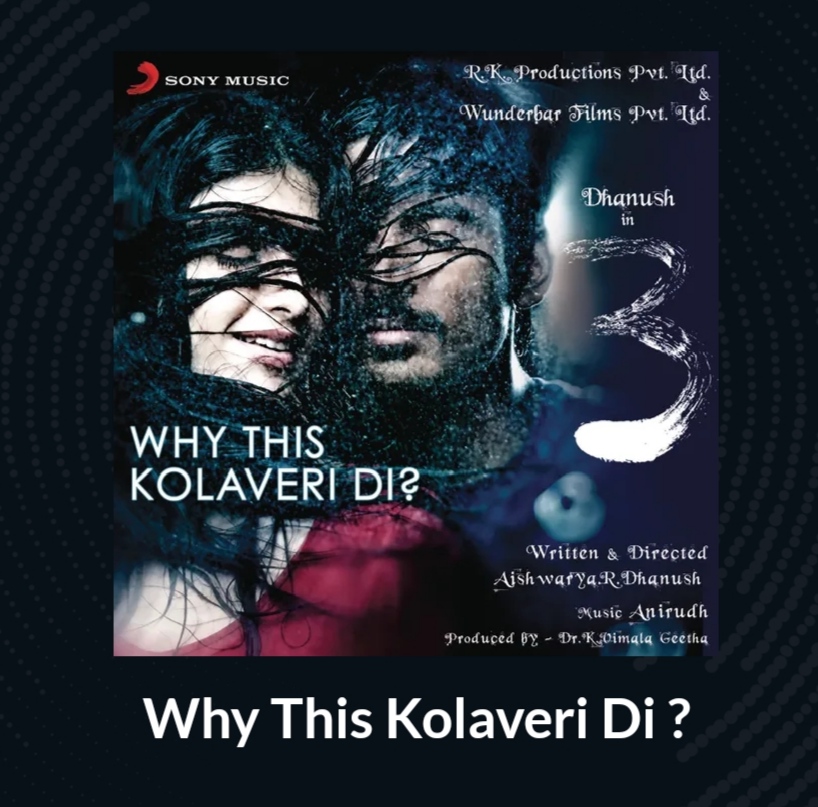 SONY MUSIC
R.K. Productions Pvt. Ltd.
&
Wunderbar Films Pvt. Ltd.
Dhanush
in
3
WHY THIS
KOLAVERI DI?
Written & Directed
Aishwarya.R.Dhanush
Music Anirudh
Produced By - Dr.K.Vimala Geetha
Why This Kolaveri Di ?